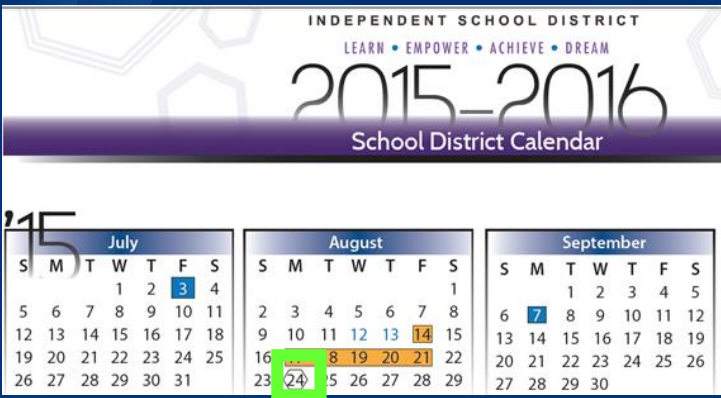 INDEPENDENT SCHOOL DISTRICT
LEARN • EMPOWER • ACHIEVE • DREAM
2015–2016
School District Calendar
'15
July
S M T W T F S
1 2 3 4
5 6 7 8 9 10 11
12 13 14 15 16 17 18
19 20 21 22 23 24 25
26 27 28 29 30 31
August
S M T W T F S
1
2 3 4 5 6 7 8
9 10 11 12 13 14 15
16 18 19 20 21 22
23 24 25 26 27 28 29
September
S M T W T F S
1 2 3 4 5
6 7 8 9 10 11 12
13 14 15 16 17 18 19
20 21 22 23 24 25 26
27 28 29 30